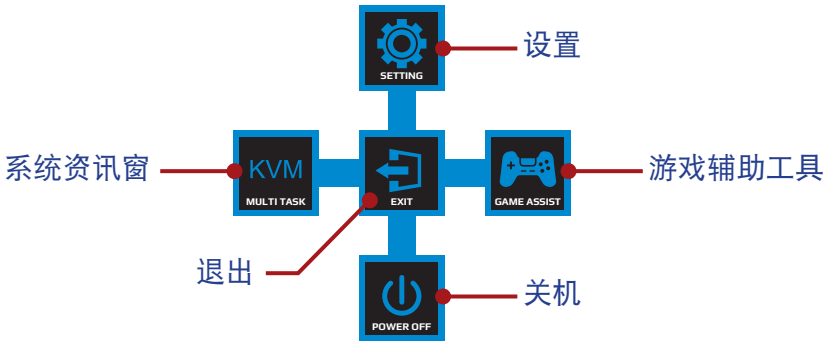 设置
SETTING
系统资讯窗
KVM
MULTI TASK
EXIT
GAME ASSIST
游戏辅助工具
退出
关机
POWER OFF